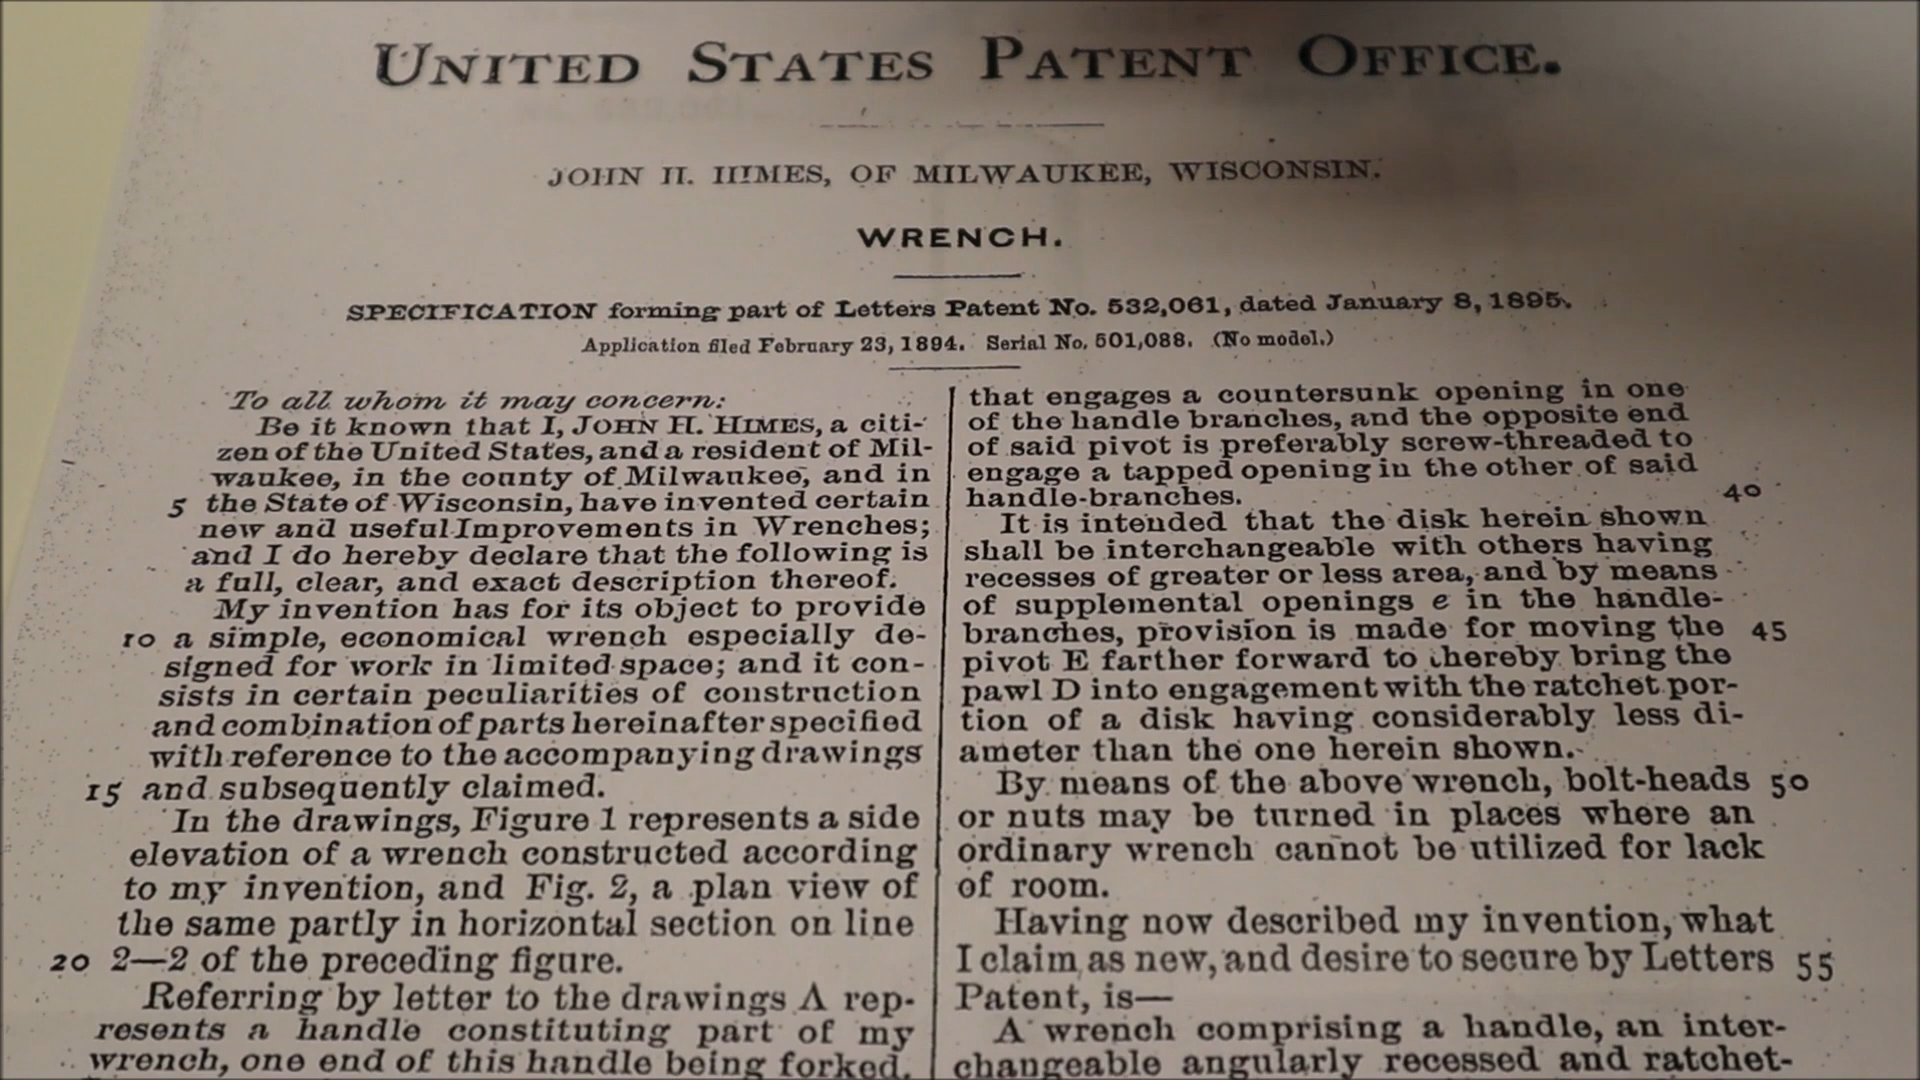 UNITED STATES PATENT OFFICE.
JOHN H. HIMES, OF MILWAUKEE, WISCONSIN.
WRENCH.
SPECIFICATION forming part of Letters Patent No. 532,061, dated January 8, 1895.
Application filed February 23, 1894. Serial No. 501,088. (No model.)
To all whom it may concern:
Be it known that I, JOHN H. HIMES, a citi-
zen of the United States, and a resident of Mil-
waukee, in the county of Milwaukee, and in
5 the State of Wisconsin, have invented certain
new and useful Improvements in Wrenches;
and I do hereby declare that the following is
a full, clear, and exact description thereof.
My invention has for its object to provide
10 a simple, economical wrench especially de-
signed for work in limited space; and it con-
sists in certain peculiarities of construction
and combination of parts hereinafter specified
with reference to the accompanying drawings
15 and subsequently claimed.
In the drawings, Figure 1 represents a side
elevation of a wrench constructed according
to my invention, and Fig. 2, a plan view of
the same partly in horizontal section on line
20 2—2 of the preceding figure.
Referring by letter to the drawings A rep-
resents a handle constituting part of my
wrench, one end of this handle being forked,
that engages a countersunk opening in one
of the handle branches, and the opposite end
of said pivot is preferably screw-threaded to
engage a tapped opening in the other of said
handle-branches. 40
It is intended that the disk herein shown
shall be interchangeable with others having
recesses of greater or less area, and by means
of supplemental openings e in the handle-
branches, provision is made for moving the 45
pivot E farther forward to thereby bring the
pawl D into engagement with the ratchet por-
tion of a disk having considerably less di-
ameter than the one herein shown.
By means of the above wrench, bolt-heads 50
or nuts may be turned in places where an
ordinary wrench cannot be utilized for lack
of room.
Having now described my invention, what
I claim as new, and desire to secure by Letters 55
Patent, is—
A wrench comprising a handle, an inter-
changeable angularly recessed and ratchet-